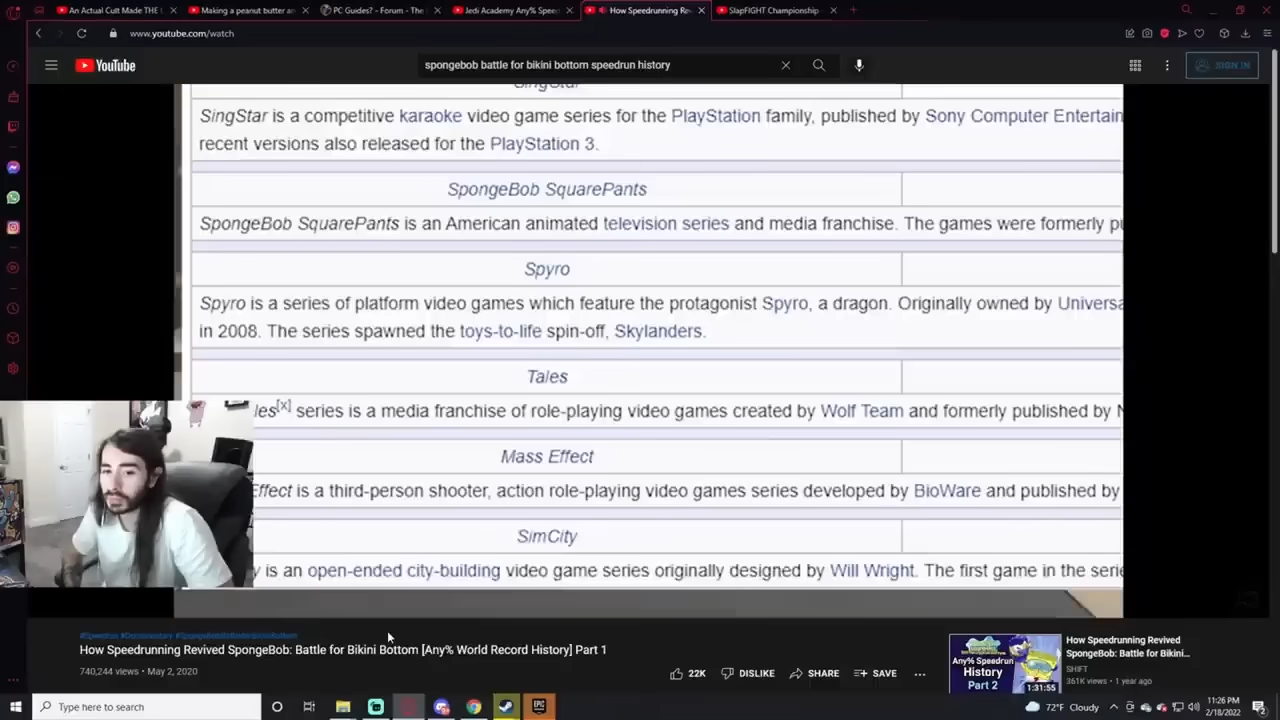 An Actual Cult Made THE
Making a peanut butter an
PC Guides? - Forum - The
Jedi Academy Any% Spee
How Speedrunning Re
SlapFIGHT Championship
www.youtube.com/watch
YouTube
spongebob battle for bikini bottom speedrun history
SIGN IN
SingStar
SingStar is a competitive karaoke video game series for the PlayStation family, published by Sony Computer Entertain
recent versions also released for the PlayStation 3.
SpongeBob SquarePants
SpongeBob SquarePants is an American animated television series and media franchise. The games were formerly pu
Spyro
Spyro is a series of platform video games which feature the protagonist Spyro, a dragon. Originally owned by Universa
in 2008. The series spawned the toys-to-life spin-off, Skylanders.
Tales
les[x] series is a media franchise of role-playing video games created by Wolf Team and formerly published by N
Mass Effect
Effect is a third-person shooter, action role-playing video games series developed by BioWare and published by
SimCity
y is an open-ended city-building video game series originally designed by Will Wright. The first game in the serie
#Speedrun #Documentary #SpongeBobBattleforBikiniBottom
How Speedrunning Revived SpongeBob: Battle for Bikini Bottom [Any% World Record History] Part 1
740,244 views • May 2, 2020
22K
DISLIKE
SHARE
SAVE
Any% Speedrun
History
Part 2
1:31:55
How Speedrunning Revived
SpongeBob: Battle for Bikini...
SHIFT
361K views • 1 year ago
Type here to search
EPIC
72°F Cloudy
11:26 PM
2/18/2022
2